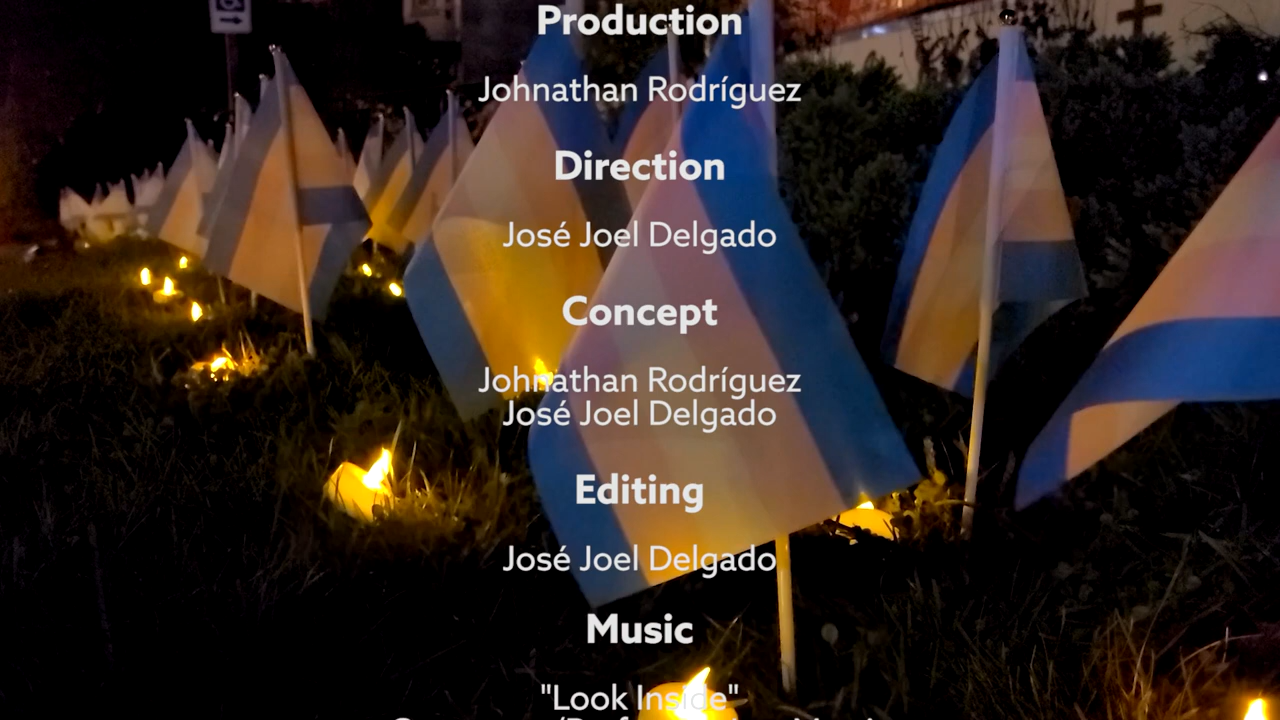 Production
Johnathan Rodríguez
Direction
José Joel Delgado
Concept
Johnathan Rodríguez
José Joel Delgado
Editing
José Joel Delgado
Music
"Look Inside"